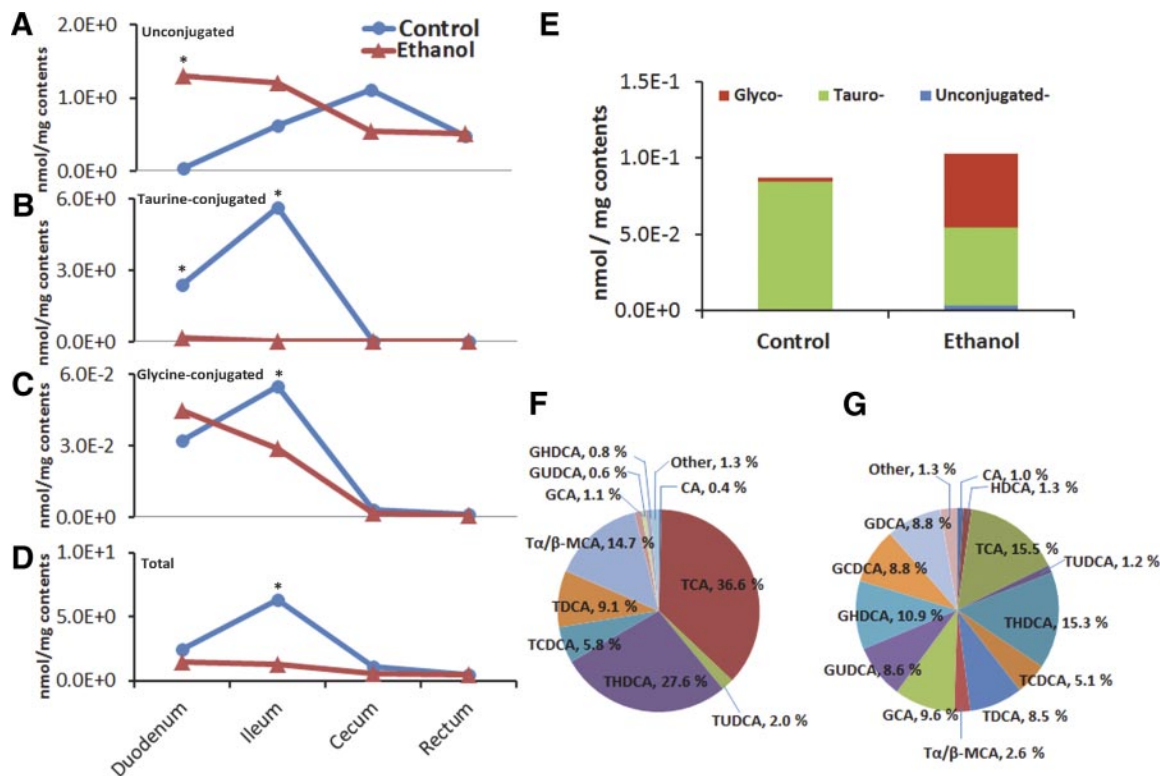 A
2.0E+0
Unconjugated
Control
Ethanol
*
1.0E+0
0.0E+0
nmol/mg contents
B
6.0E+0
Taurine-conjugated
*
*
3.0E+0
0.0E+0
nmol/mg contents
C
6.0E-2
Glycine-conjugated
*
3.0E-2
0.0E+0
nmol/mg contents
D
1.0E+1
Total
*
5.0E+0
0.0E+0
nmol/mg contents
Duodenum
Ileum
Cecum
Rectum
E
1.5E-1
Glyco-
Tauro-
Unconjugated-
1.0E-1
5.0E-2
0.0E+0
nmol / mg contents
Control
Ethanol
F
GHDCA, 0.8 %
Other, 1.3 %
GUDCA, 0.6 %
CA, 0.4 %
GCA, 1.1 %
Tα/β-MCA, 14.7 %
TCA, 36.6 %
TDCA, 9.1 %
TCDCA, 5.8 %
THDCA, 27.6 %
TUDCA, 2.0 %
G
Other, 1.3 %
CA, 1.0 %
HDCA, 1.3 %
GDCA, 8.8 %
TCA, 15.5 %
TUDCA, 1.2 %
GCDCA, 8.8 %
GHDCA, 10.9 %
THDCA, 15.3 %
GUDCA, 8.6 %
TCDCA, 5.1 %
GCA, 9.6 %
TDCA, 8.5 %
Tα/β-MCA, 2.6 %